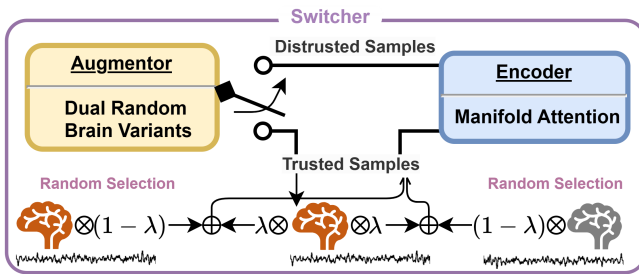 Switcher
Distrusted Samples
Augmentor
Dual Random
Brain Variants
Encoder
Manifold Attention
Trusted Samples
Random Selection
Random Selection
⊗(1 − λ) ⊕ λ⊗ ⊗λ ⊕ (1 − λ)⊗